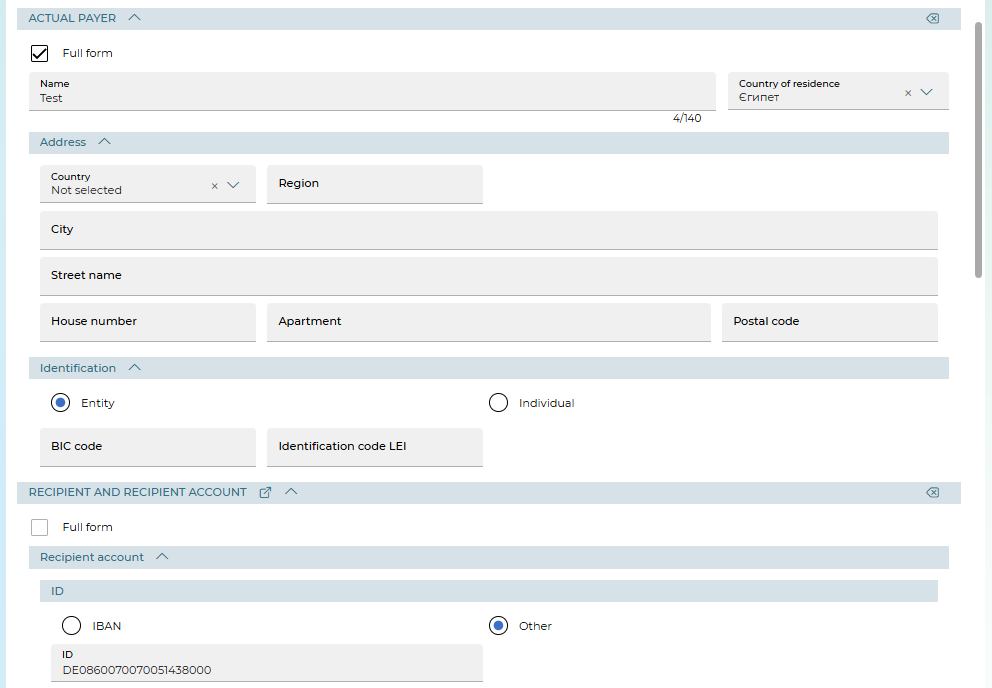 ACTUAL PAYER
Full form
Name
Test
Country of residence
Єгипет
4/140
Address
Country
Not selected
Region
City
Street name
House number
Apartment
Postal code
Identification
Entity
Individual
BIC code
Identification code LEI
RECIPIENT AND RECIPIENT ACCOUNT
Full form
Recipient account
ID
IBAN
Other
ID
DE0860070070051438000